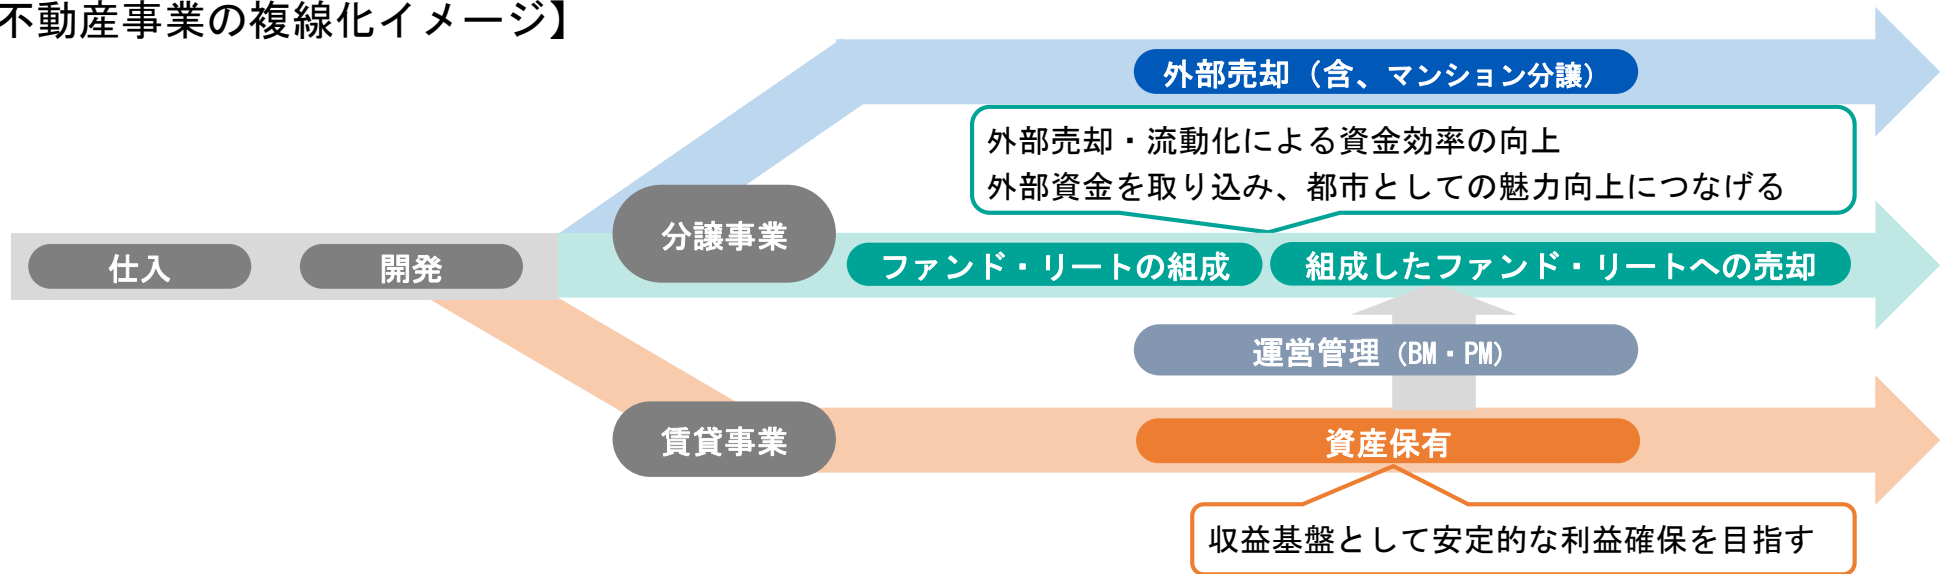 不動産事業の複線化イメージ】
外部売却（含、マンション分譲）
外部売却・流動化による資金効率の向上
外部資金を取り込み、都市としての魅力向上につなげる
分譲事業
仕入
開発
ファンド・リートの組成
組成したファンド・リートへの売却
運営管理（BM・PM）
賃貸事業
資産保有
収益基盤として安定的な利益確保を目指す